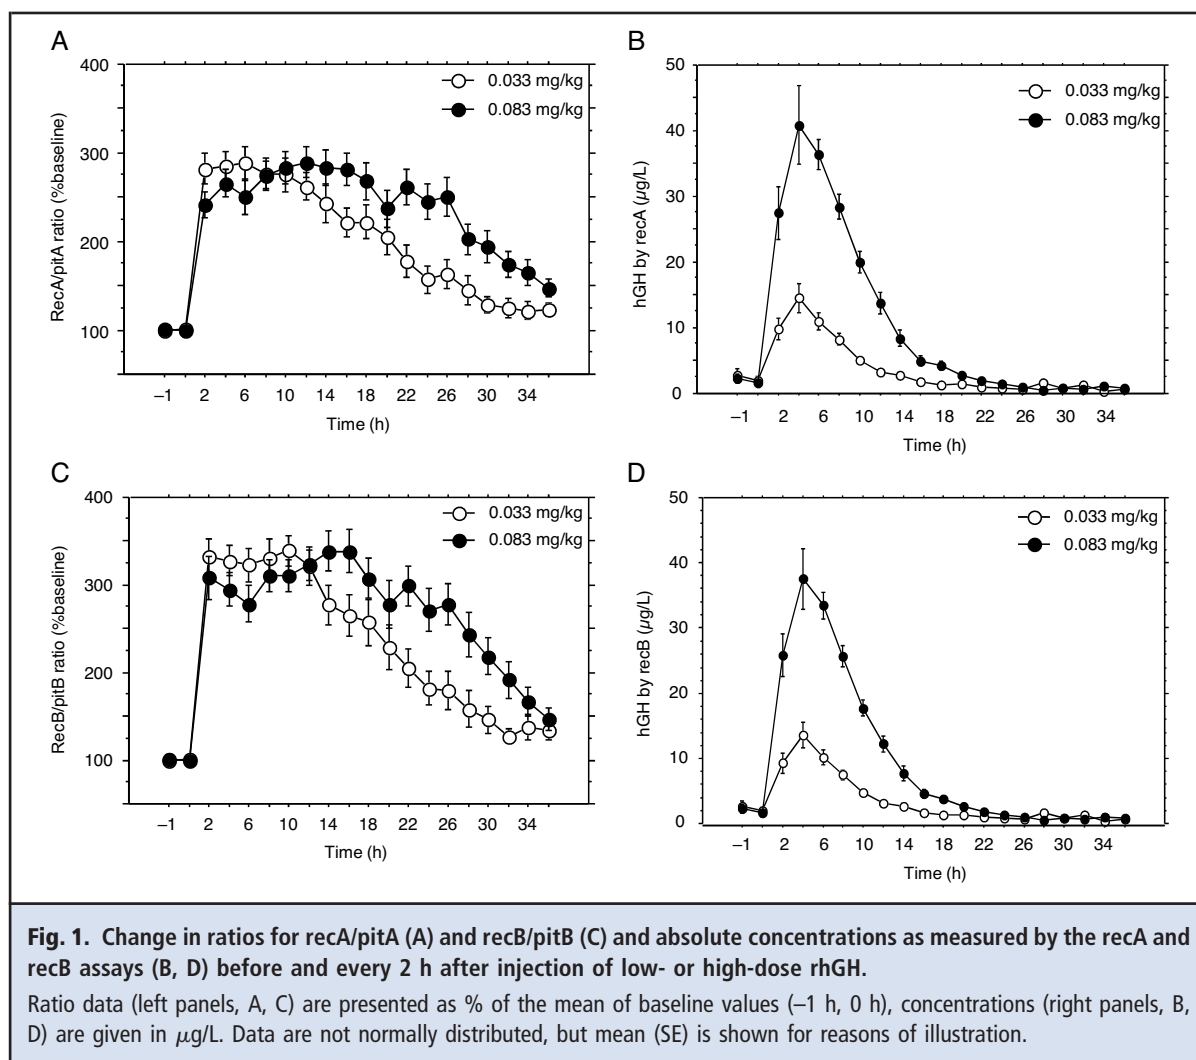 A
400
300
200
100
RecA/pitA ratio (%baseline)
0.033 mg/kg
0.083 mg/kg
–1 2 6 10 14 18 22 26 30 34
Time (h)
B
50
40
30
20
10
0
hGH by recA (µg/L)
0.033 mg/kg
0.083 mg/kg
–1 2 6 10 14 18 22 26 30 34
Time (h)
C
400
300
200
100
RecB/pitB ratio (%baseline)
0.033 mg/kg
0.083 mg/kg
–1 2 6 10 14 18 22 26 30 34
Time (h)
D
50
40
30
20
10
0
hGH by recB (µg/L)
0.033 mg/kg
0.083 mg/kg
–1 2 6 10 14 18 22 26 30 34
Time (h)
Fig. 1. Change in ratios for recA/pitA (A) and recB/pitB (C) and absolute concentrations as measured by the recA and
recB assays (B, D) before and every 2 h after injection of low- or high-dose rhGH.
Ratio data (left panels, A, C) are presented as % of the mean of baseline values (–1 h, 0 h), concentrations (right panels, B,
D) are given in µg/L. Data are not normally distributed, but mean (SE) is shown for reasons of illustration.